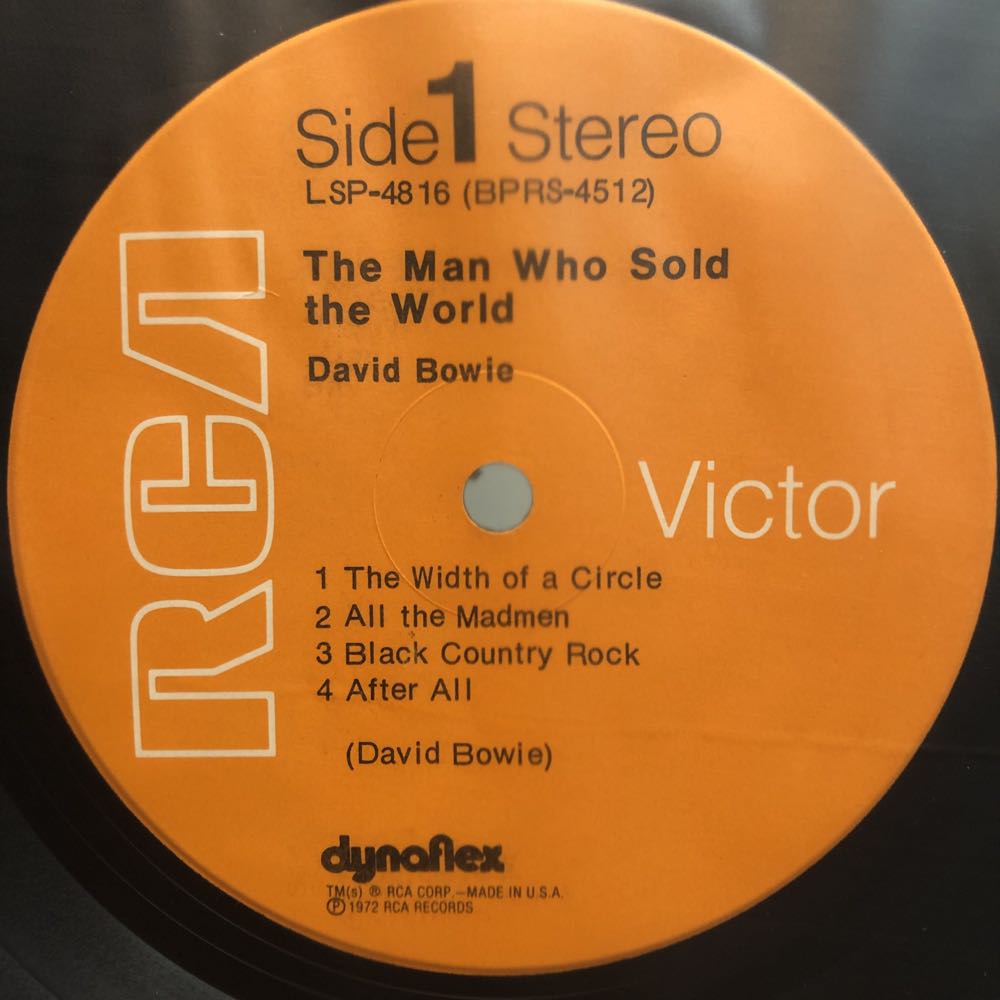 Side 1 Stereo
LSP-4816 (BPRS-4512)
The Man Who Sold
the World
David Bowie
RCA
Victor
1 The Width of a Circle
2 All the Madmen
3 Black Country Rock
4 After All
(David Bowie)
dynaflex
TM(s) ® RCA CORP.—MADE IN U.S.A.
℗ 1972 RCA RECORDS